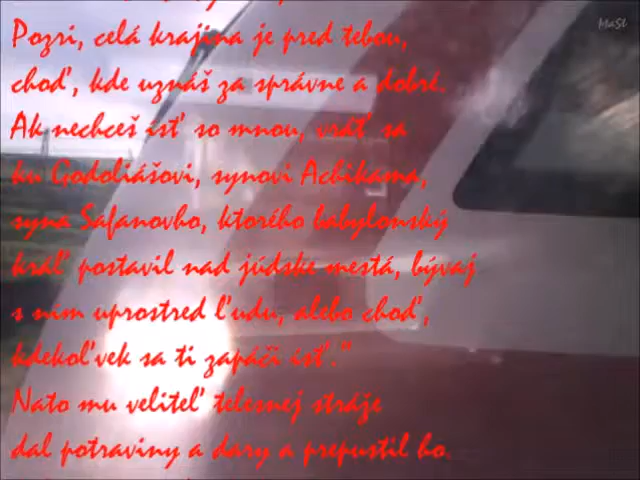 MaSt
Pozri, celá krajina je pred tebou,
choď, kde uznáš za správne a dobré.
Ak nechceš ísť so mnou, vráť sa
ku Godoliášovi, synovi Achikama,
syna Safanovho, ktorého babylonský
kráľ postavil nad júdske mestá, bývaj
s ním uprostred ľudu, alebo choď,
kdekoľvek sa ti zapáči ísť."
Nato mu veliteľ telesnej stráže
dal potraviny a dary a prepustil ho.